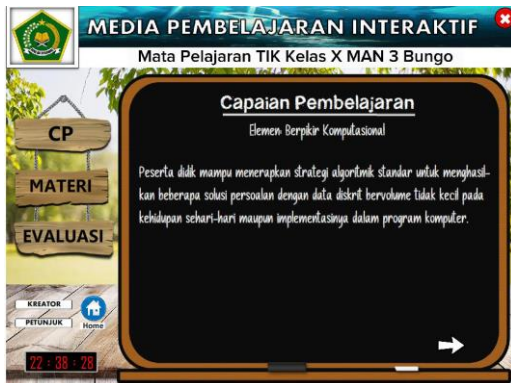 MEDIA PEMBELAJARAN INTERAKTIF
Mata Pelajaran TIK Kelas X MAN 3 Bungo
Capaian Pembelajaran
Elemen Berpikir Komputasional
Peserta didik mampu menerapkan strategi algoritmik standar untuk menghasil-
kan beberapa solusi persoalan dengan data diskrit bervolume tidak kecil pada
kehidupan sehari-hari maupun implementasinya dalam program komputer.
CP
MATERI
EVALUASI
KREATOR
PETUNJUK
Home
22 : 38 : 28